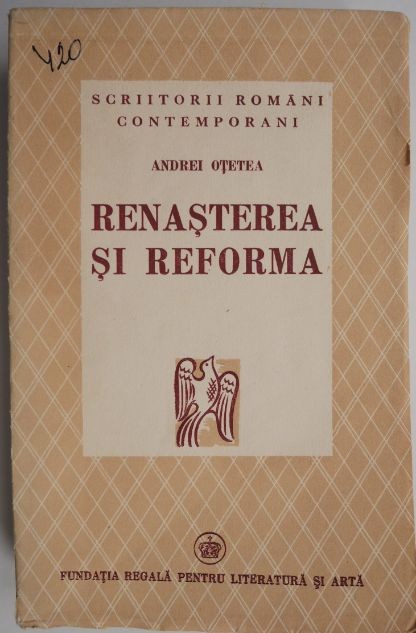 420
SCRIITORII ROMÂNI
CONTEMPORANI
ANDREI OȚETEA
RENAȘTEREA
ȘI REFORMA
FUNDAȚIA REGALĂ PENTRU LITERATURĂ ȘI ARTĂ